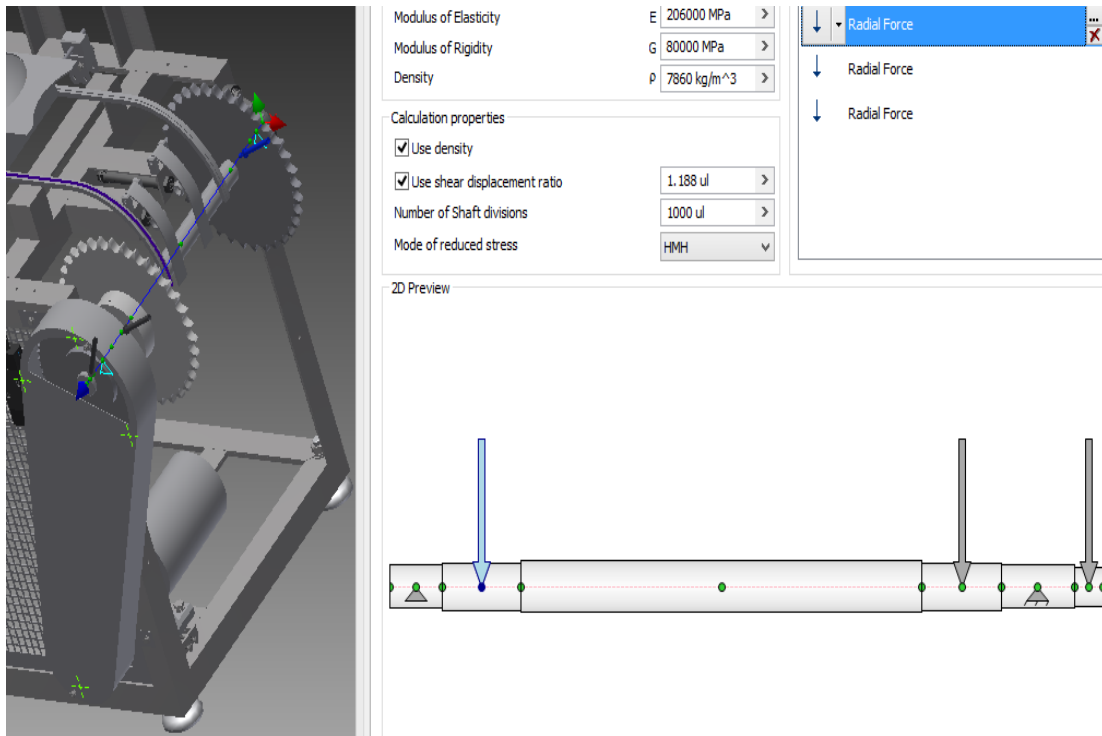 Modulus of Elasticity E 206000 MPa
Modulus of Rigidity G 80000 MPa
Density ρ 7860 kg/m^3
Calculation properties
Use density
Use shear displacement ratio 1.188 ul
Number of Shaft divisions 1000 ul
Mode of reduced stress HMH
Radial Force ...
Radial Force
Radial Force
2D Preview